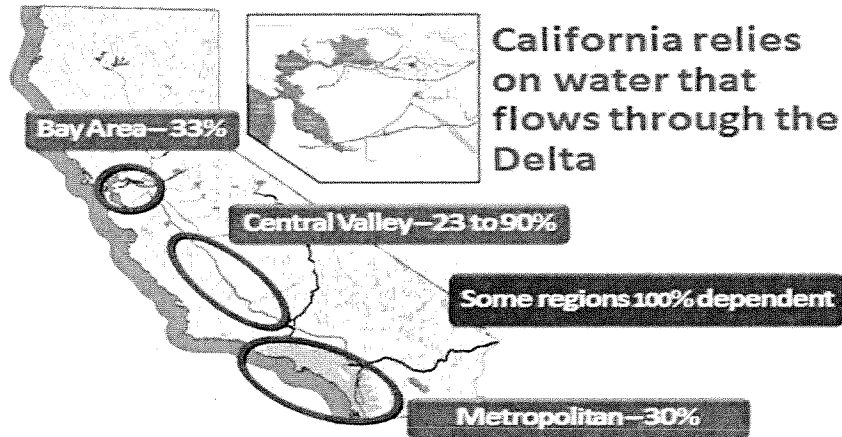 California relies
on water that
flows through the
Delta
Bay Area—33%
Central Valley—23 to 90%
Some regions 100% dependent
Metropolitan—30%